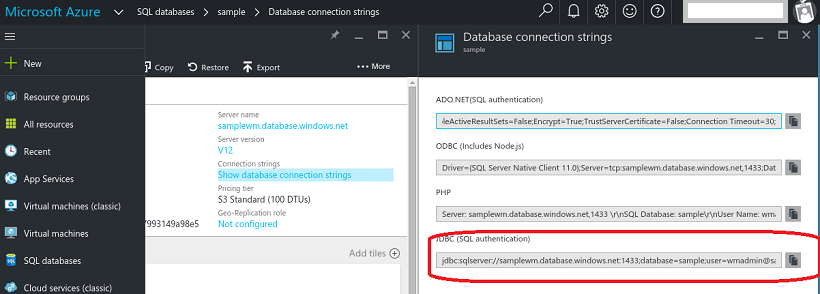 Microsoft Azure SQL databases > sample > Database connection strings
New
Resource groups
All resources
Recent
App Services
Virtual machines (classic)
Virtual machines
SQL databases
Cloud services (classic)
Copy Restore Export ••• More
Server name
samplewm.database.windows.net
Server version
V12
Connection strings
Show database connection strings
Pricing tier
S3 Standard (100 DTUs)
Geo-Replication role
7993149a98e5 Not configured
Add tiles
Database connection strings
sample
ADO.NET(SQL authentication)
leActiveResultSets=False;Encrypt=True;TrustServerCertificate=False;Connection Timeout=30;
ODBC (Includes Node.js)
Driver={SQL Server Native Client 11.0};Server=tcp:samplewm.database.windows.net,1433;Dat
PHP
Server: samplewm.database.windows.net,1433 \r\nSQL Database: sample\r\nUser Name: wma
JDBC (SQL authentication)
jdbc:sqlserver://samplewm.database.windows.net:1433;database=sample;user=wmadmin@sa